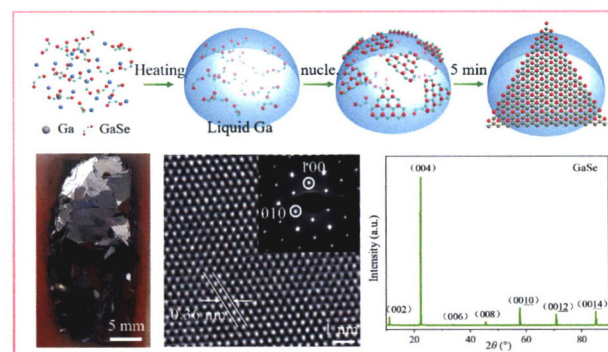 Heating
nucle.
5 min
Liquid Ga
Ga
GaSe
5 mm
100
010
0.36 nm
1 nm
GaSe
(004)
(002)
(006)
(008)
(0010)
(0012)
(0014)
Intensity (a.u.)
20
40
60
80
2θ (°)